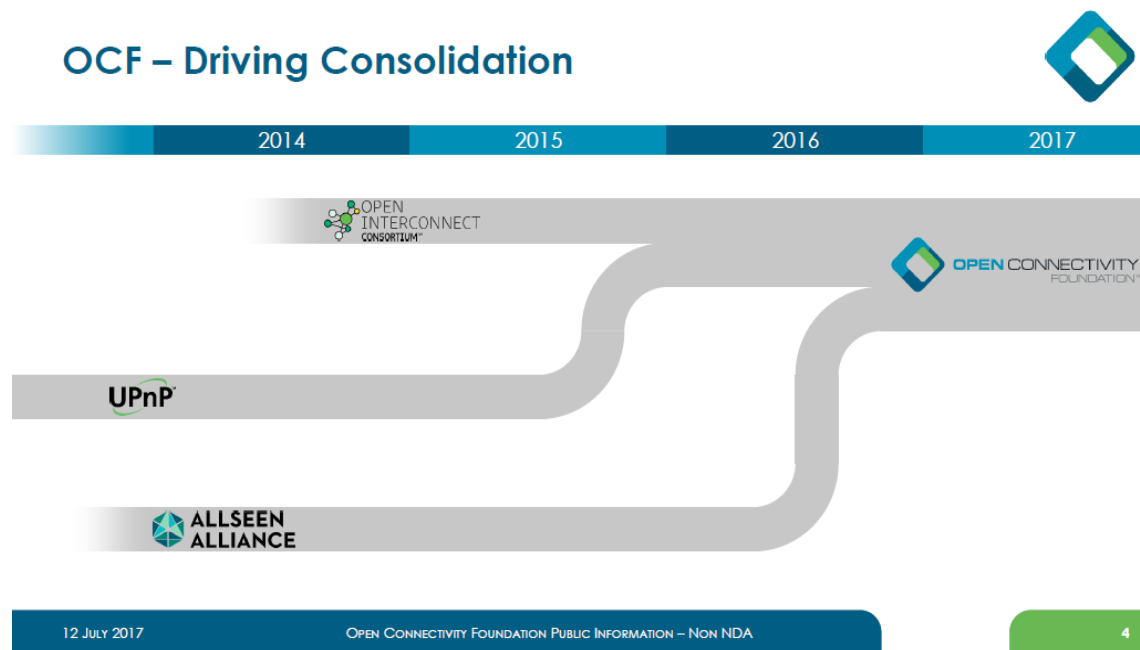 OCF – Driving Consolidation
2014 2015 2016 2017
OPEN
INTERCONNECT
CONSORTIUM™
OPEN CONNECTIVITY
FOUNDATION™
UPnP™
ALLSEEN
ALLIANCE
12 July 2017 Open Connectivity Foundation Public Information – Non NDA 4